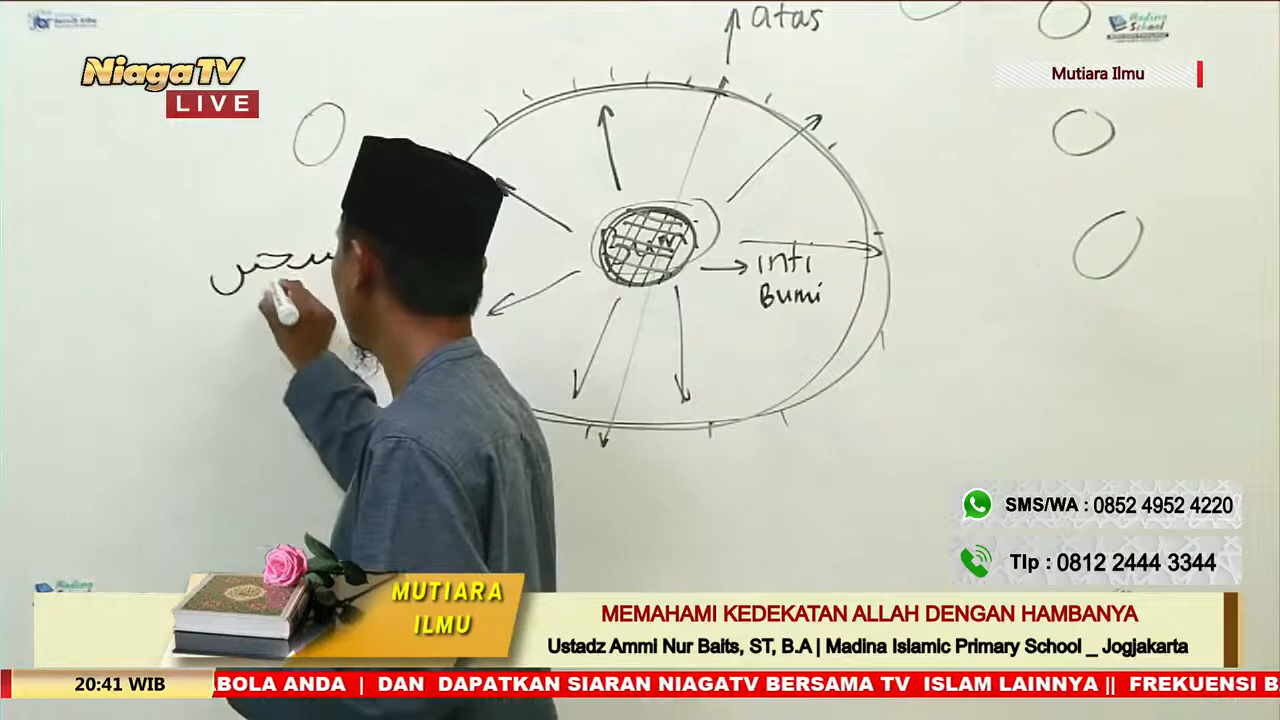 atas
NiagaTV
LIVE
Mutiara Ilmu
Madina
School
Bumi
inti
Bumi
SMS/WA : 0852 4952 4220
Tlp : 0812 2444 3344
MUTIARA
ILMU
MEMAHAMI KEDEKATAN ALLAH DENGAN HAMBANYA
Ustadz Ammi Nur Baits, ST, B.A | Madina Islamic Primary School _ Jogjakarta
20:41 WIB
BOLA ANDA | DAN DAPATKAN SIARAN NIAGATV BERSAMA TV ISLAM LAINNYA || FREKUENSI B